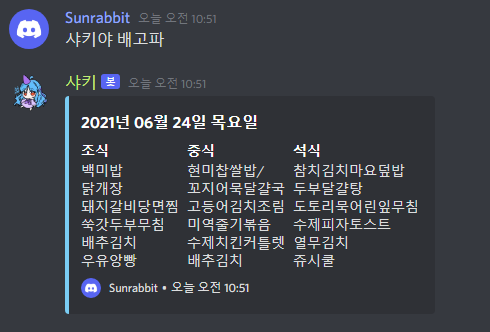 Sunrabbit 오늘 오전 10:51
샤키야 배고파
샤키 봇 오늘 오전 10:51
2021년 06월 24일 목요일
조식 중식 석식
백미밥 현미찹쌀밥/ 참치김치마요덮밥
닭개장 꼬지어묵달걀국 두부달걀탕
돼지갈비당면찜 고등어김치조림 도토리묵어린잎무침
쑥갓두부무침 미역줄기볶음 수제피자토스트
배추김치 수제치킨커틀렛 열무김치
우유앙빵 배추김치 쥬시쿨
Sunrabbit • 오늘 오전 10:51